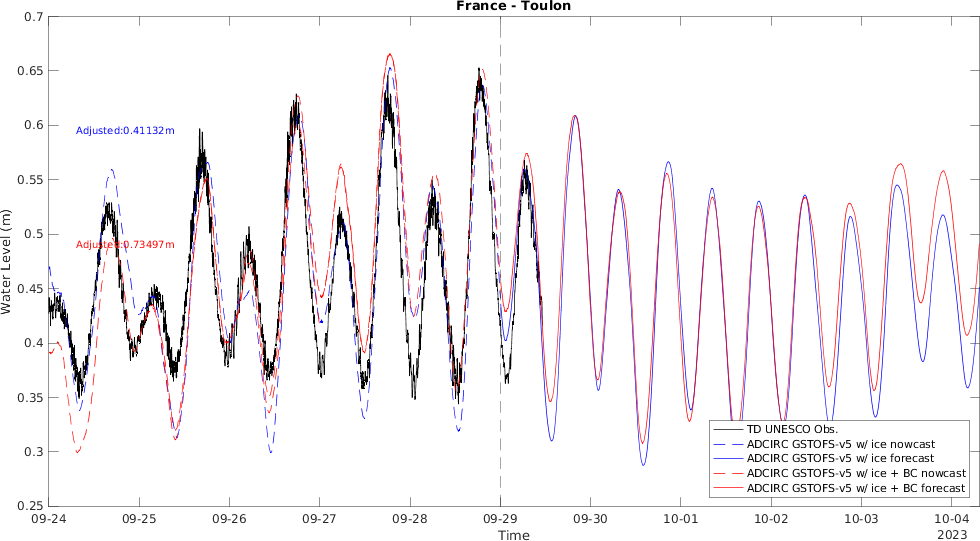 France - Toulon
0.7
0.65
0.6
0.55
0.5
0.45
0.4
0.35
0.3
0.25
Water Level (m)
Adjusted:0.41132m
Adjusted:0.73497m
TD UNESCO Obs.
ADCIRC GSTOFS-v5 w/ ice nowcast
ADCIRC GSTOFS-v5 w/ ice forecast
ADCIRC GSTOFS-v5 w/ ice + BC nowcast
ADCIRC GSTOFS-v5 w/ ice + BC forecast
09-24 09-25 09-26 09-27 09-28 09-29 09-30 10-01 10-02 10-03 10-04
Time
2023